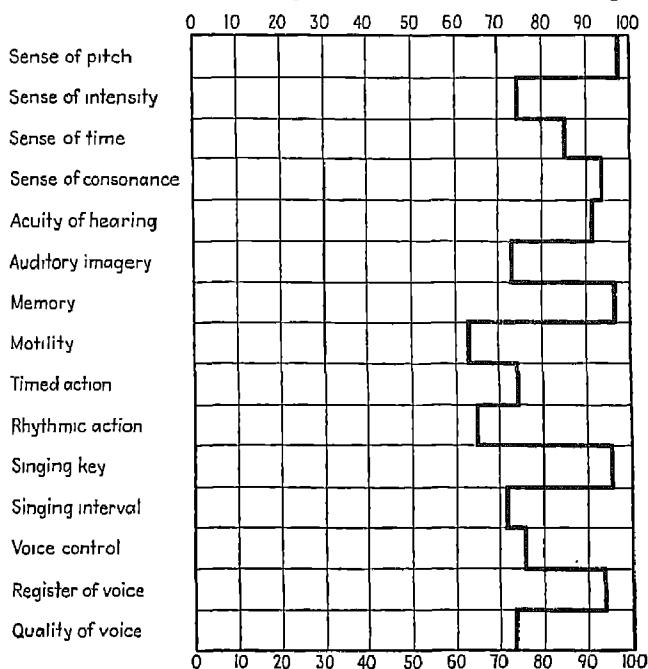 0 10 20 30 40 50 60 70 80 90 100
Sense of pitch
Sense of intensity
Sense of time
Sense of consonance
Acuity of hearing
Auditory imagery
Memory
Motility
Timed action
Rhythmic action
Singing key
Singing interval
Voice control
Register of voice
Quality of voice
0 10 20 30 40 50 60 70 80 90 100